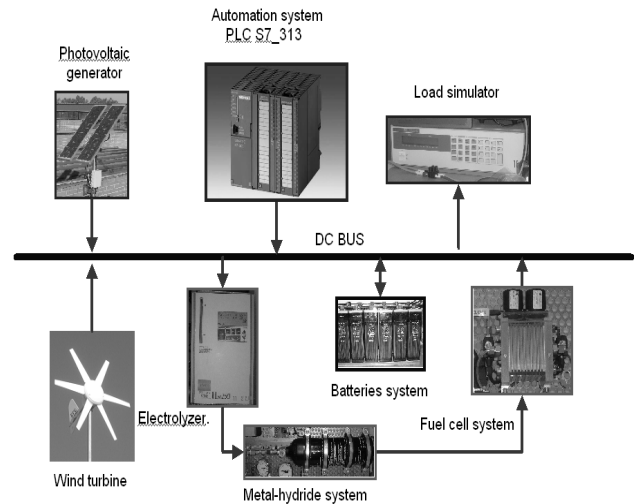 Automation system
PLC S7_313
Photovoltaic
generator
Load simulator
DC BUS
Batteries system
Electrolyzer.
Fuel cell system
Wind turbine
Metal-hydride system